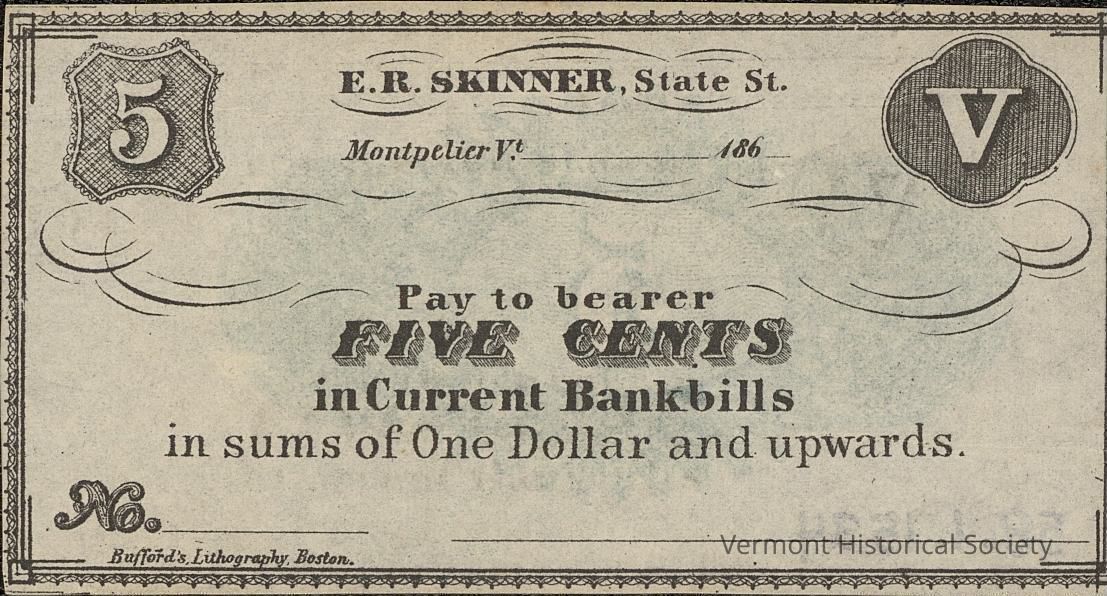 5
E.R. SKINNER, State St.
V
Montpelier Vt. 186
Pay to bearer
FIVE CENTS
in Current Bankbills
in sums of One Dollar and upwards.
No.
Bufford's Lithography, Boston.
Vermont Historical Society